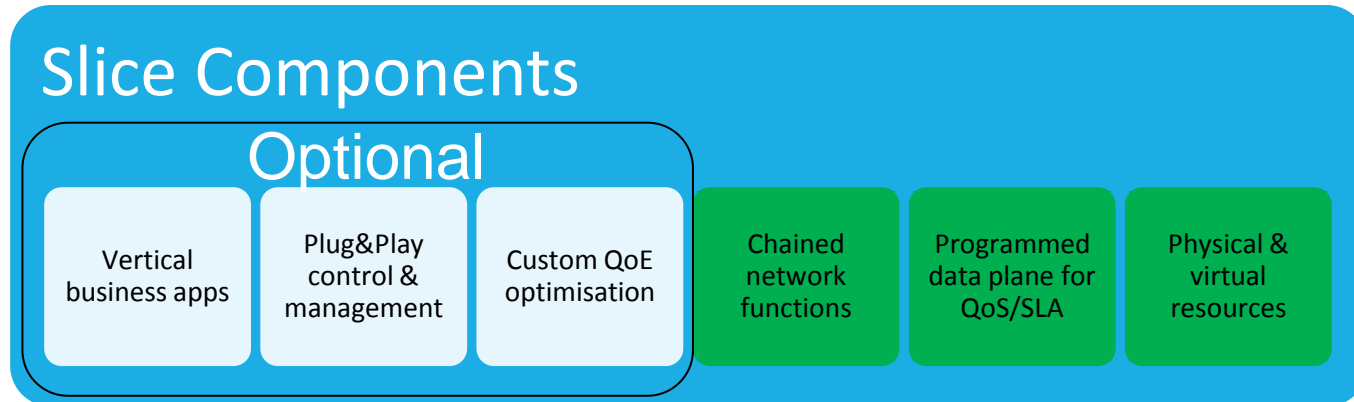 Slice Components
Optional
Vertical
business apps
Plug&Play
control &
management
Custom QoE
optimisation
Chained
network
functions
Programmed
data plane for
QoS/SLA
Physical &
virtual
resources